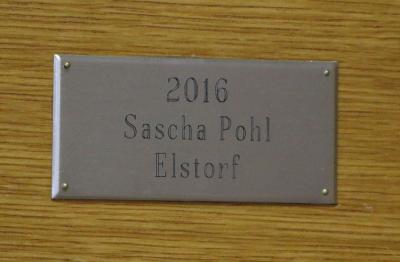 2016
Sascha Pohl
Elstorf